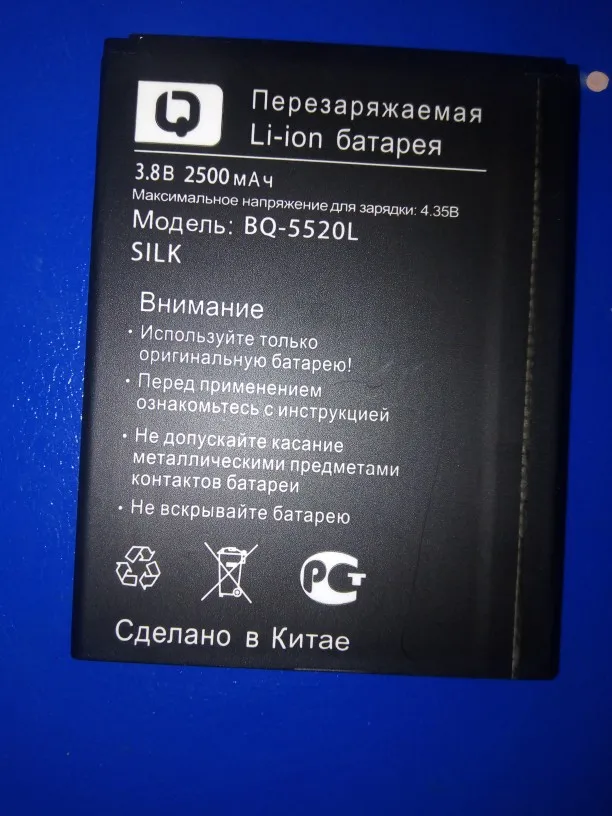 BQ
Перезаряжаемая
Li-ion батарея
3.8В 2500мАч
Максимальное напряжение для зарядки: 4.35В
Модель: BQ-5520L
SILK
Внимание
· Используйте только
оригинальную батарею!
· Перед применением
ознакомьтесь с инструкцией
· Не допускайте касание
металлическими предметами
контактов батареи
· Не вскрывайте батарею
РСТ
Сделано в Китае